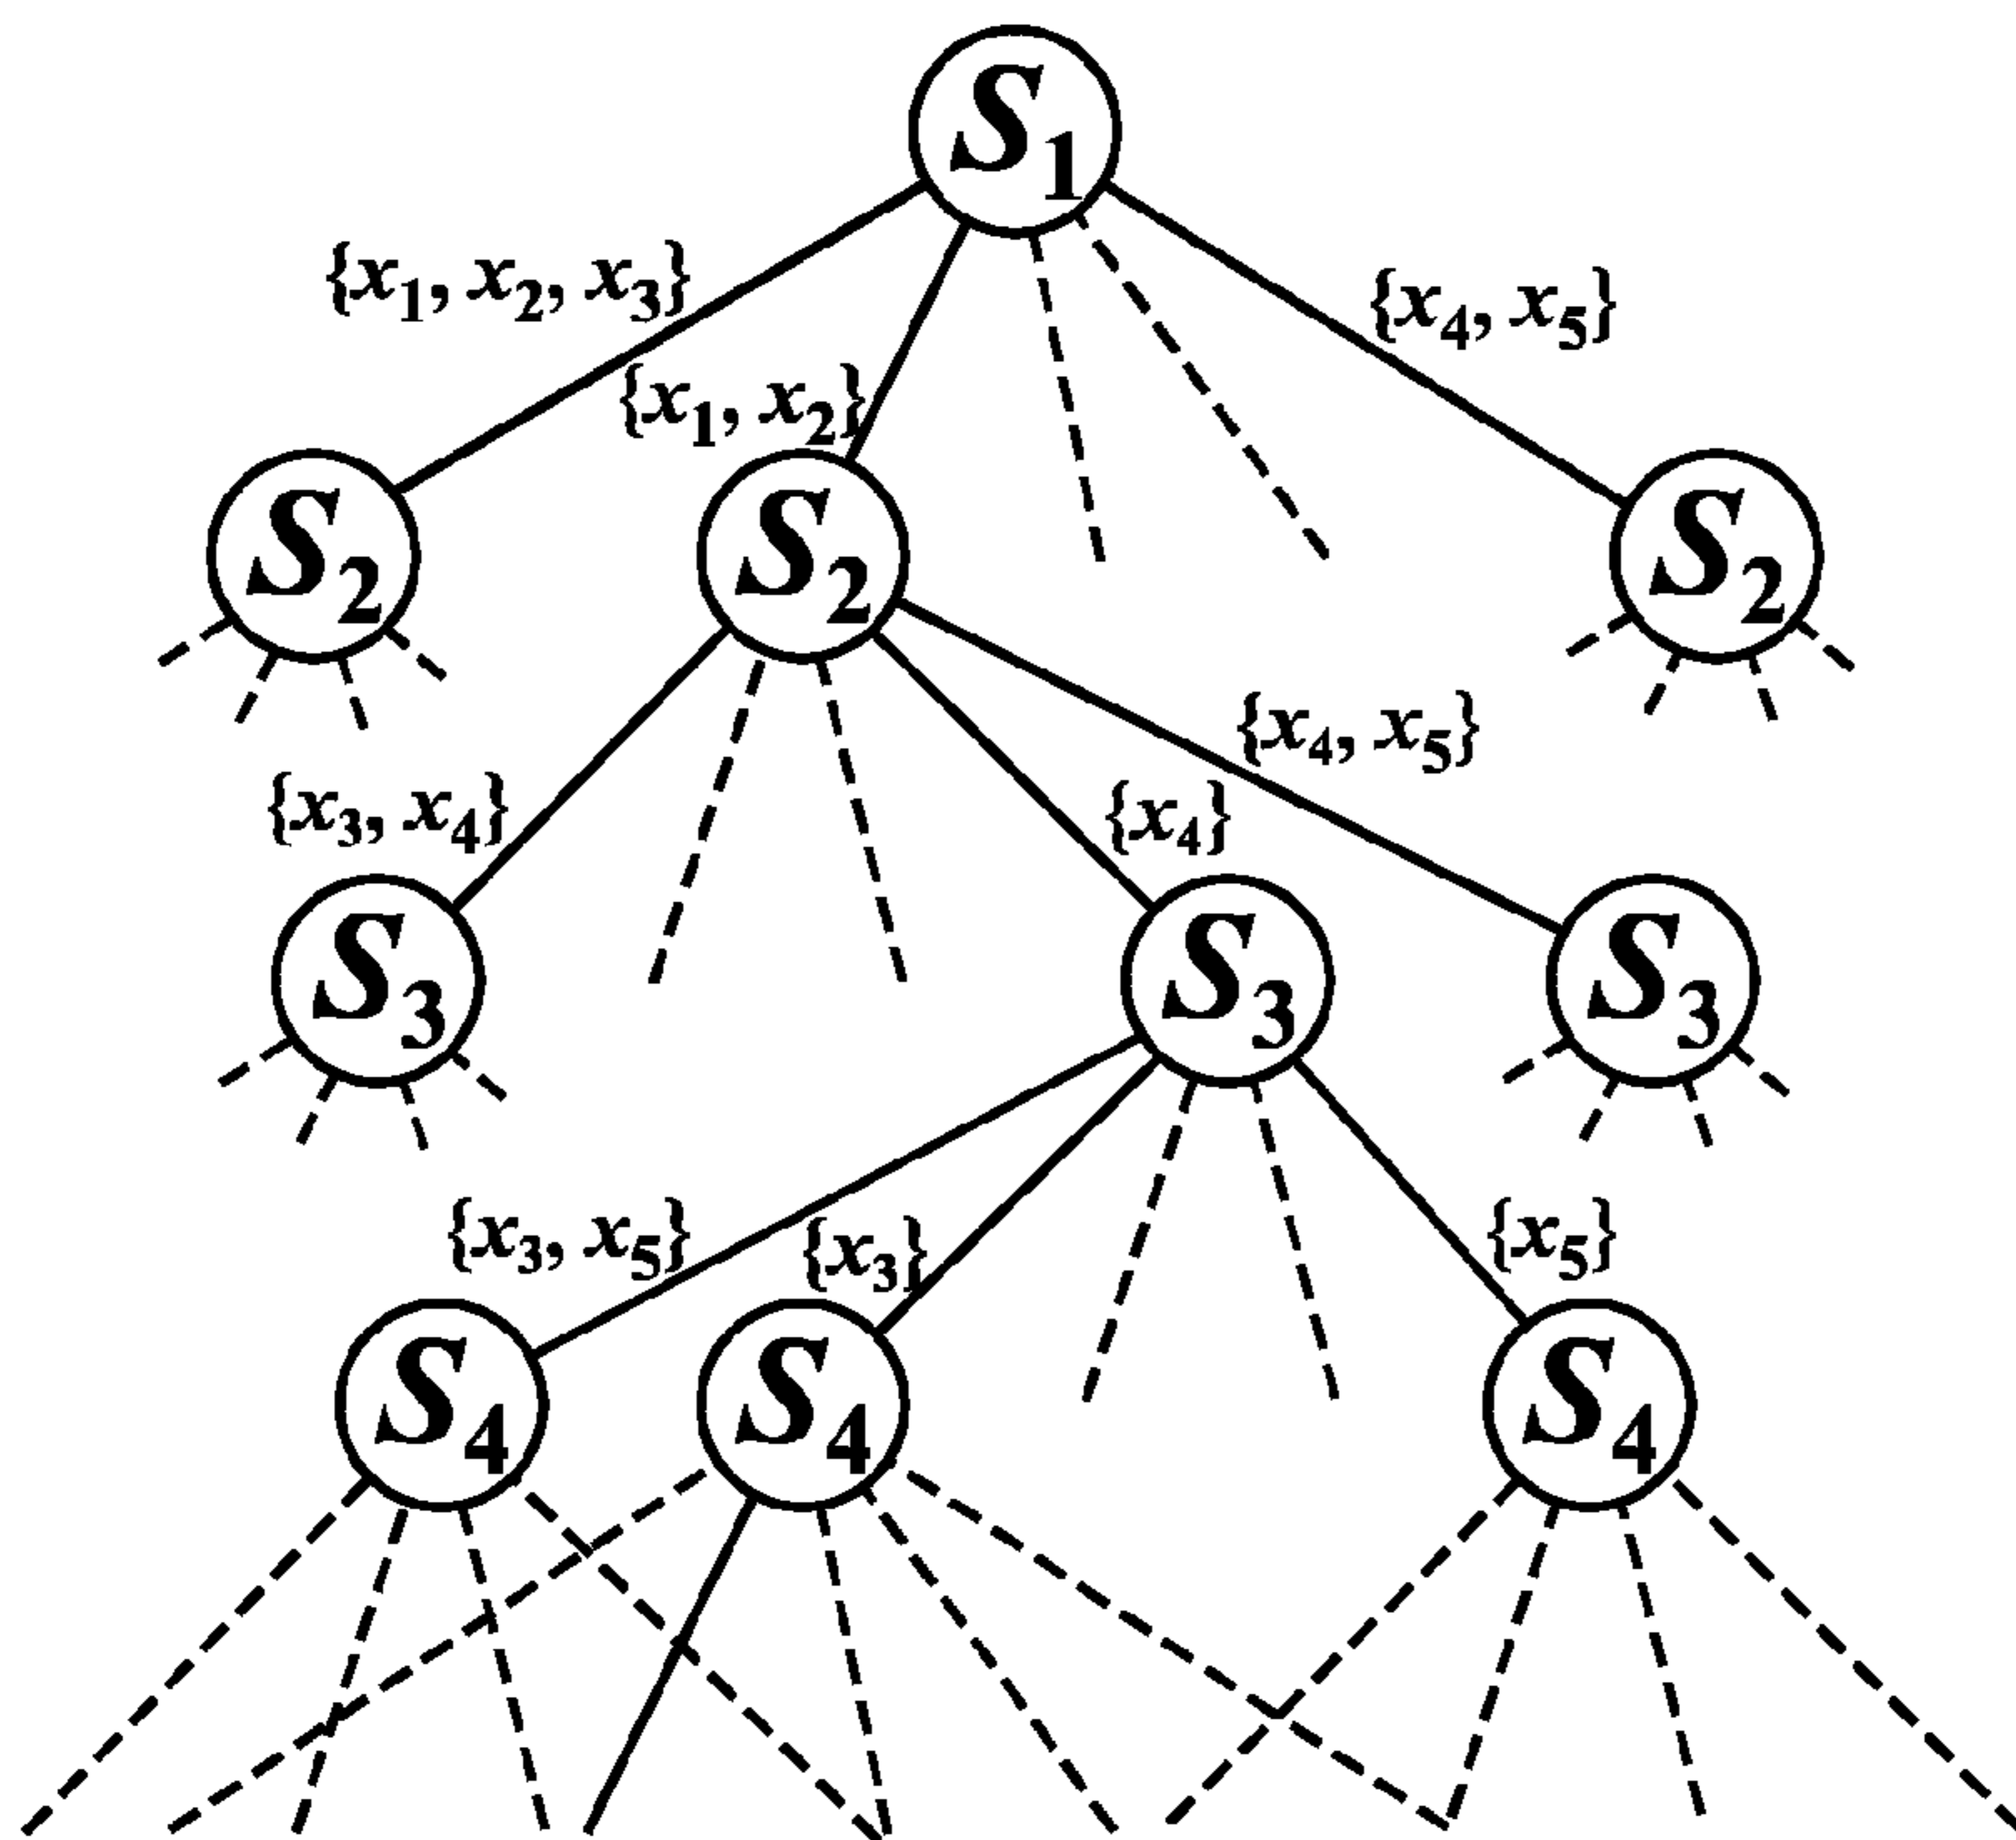 S₁
{x₁, x₂, x₃}
{x₄, x₅}
{x₁, x₂}
S₂ S₂ S₂
{x₄, x₅}
{x₃, x₄}
{x₄}
S₃ S₃ S₃
{x₃, x₅}
{x₃}
{x₅}
S₄ S₄ S₄